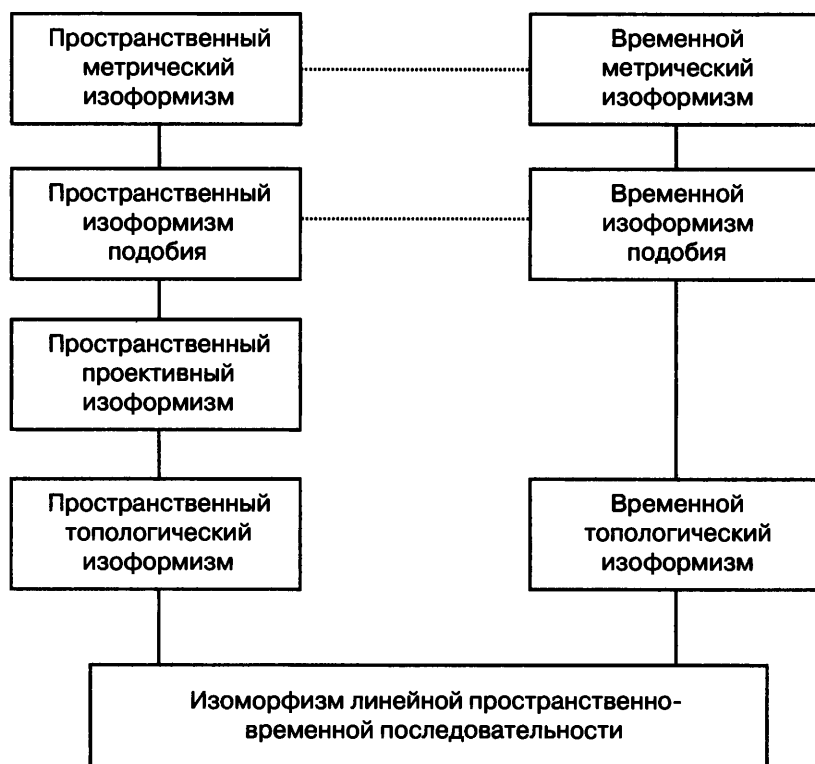 Пространственный
метрический
изоформизм
Временной
метрический
изоформизм
Пространственный
изоформизм
подобия
Временной
изоформизм
подобия
Пространственный
проективный
изоформизм
Пространственный
топологический
изоформизм
Временной
топологический
изоформизм
Изоморфизм линейной пространственно-
временной последовательности